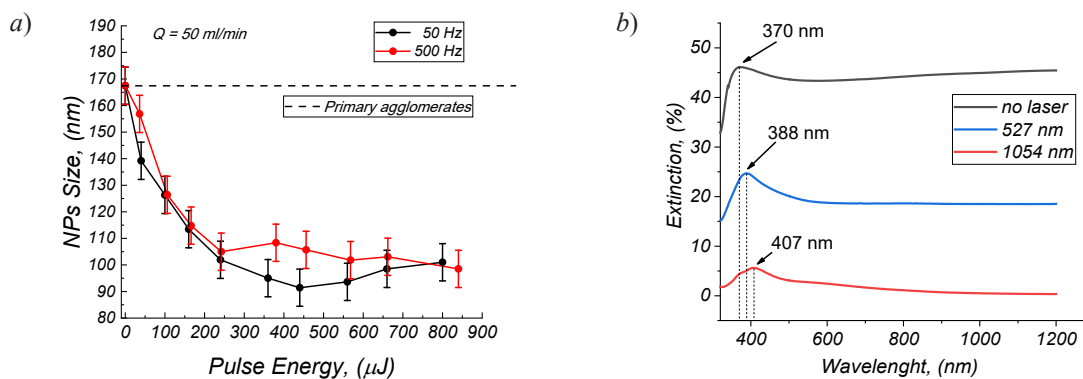 a)
Q = 50 ml/min
50 Hz
500 Hz
Primary agglomerates
NPs Size, (nm)
190
180
170
160
150
140
130
120
110
100
90
80
0 100 200 300 400 500 600 700 800 900
Pulse Energy, (μJ)
b)
370 nm
388 nm
407 nm
no laser
527 nm
1054 nm
Extinction, (%)
50
40
30
20
10
0
400 600 800 1000 1200
Wavelenght, (nm)